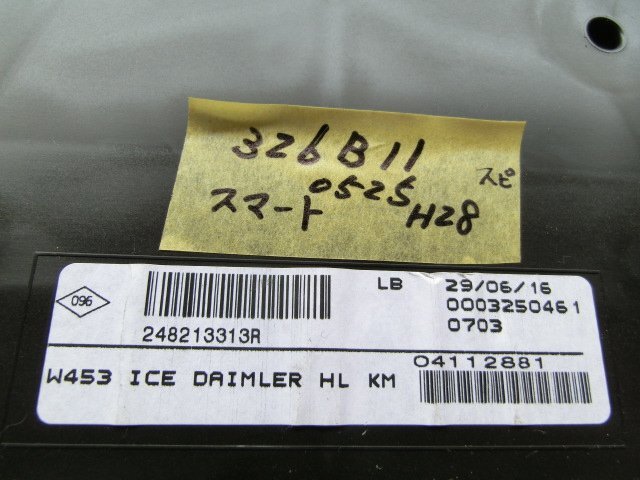 326B11
スピ
スマート 0525 H28
096
248213313R
LB 29/06/16
0003250461
0703
W453 ICE DAIMLER HL KM
04112881